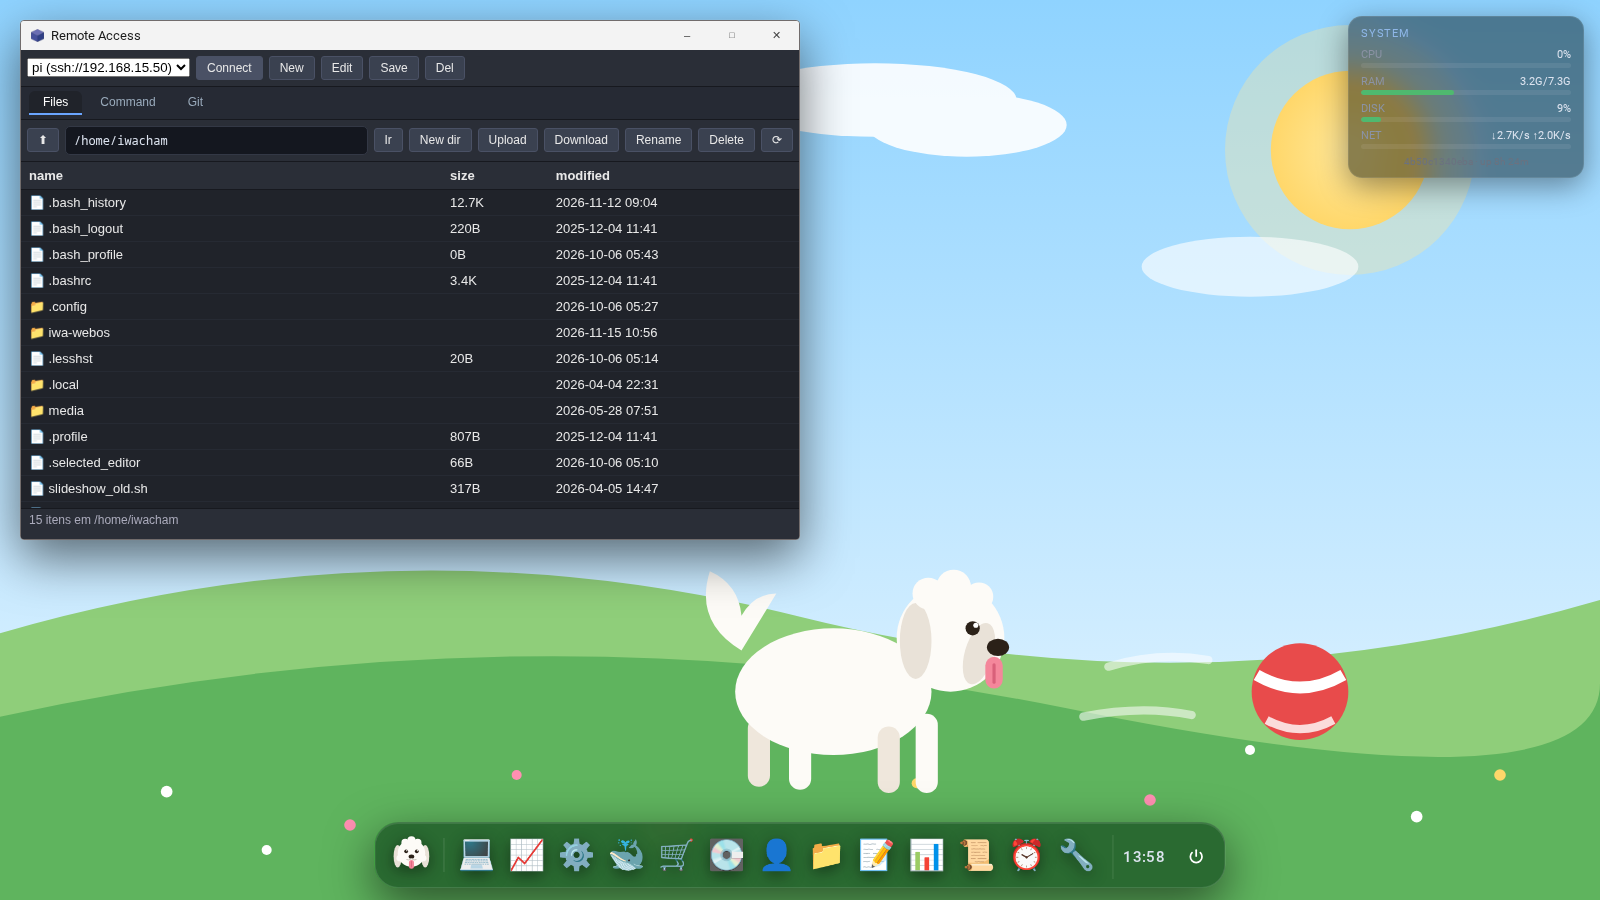 Remote Access
pi (ssh://192.168.15.50) Connect New Edit Save Del
Files Command Git
/home/iwacham Ir New dir Upload Download Rename Delete
name size modified
.bash_history 12.7K 2026-11-12 09:04
.bash_logout 220B 2025-12-04 11:41
.bash_profile 0B 2026-10-06 05:43
.bashrc 3.4K 2025-12-04 11:41
.config 2026-10-06 05:27
iwa-webos 2026-11-15 10:56
.lesshst 20B 2026-10-06 05:14
.local 2026-04-04 22:31
media 2026-05-28 07:51
.profile 807B 2025-12-04 11:41
.selected_editor 66B 2026-10-06 05:10
slideshow_old.sh 317B 2026-04-05 14:47
15 itens em /home/iwacham
SYSTEM
CPU 0%
RAM 3.2G/7.3G
DISK 9%
NET ↓2.7K/s ↑2.0K/s
13:58